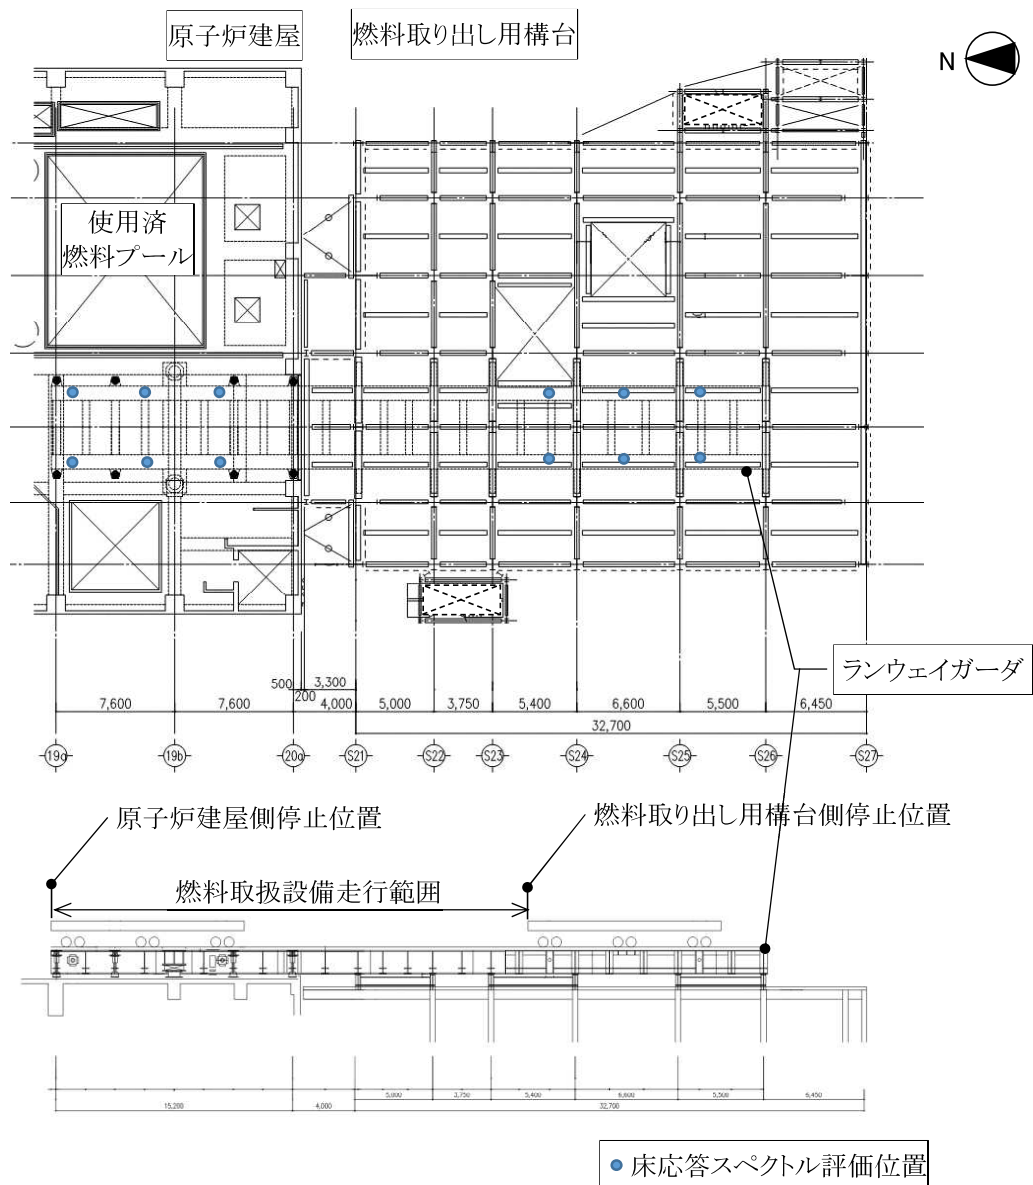 原子炉建屋
燃料取り出し用構台
N
使用済
燃料プール
ランウェイガーダ
500
200
3,300
7,600
7,600
4,000
5,000
3,750
5,400
6,600
5,500
6,450
32,700
19a
19b
20a
S21
S22
S23
S24
S25
S26
S27
原子炉建屋側停止位置
燃料取り出し用構台側停止位置
燃料取扱設備走行範囲
5,000
3,750
5,400
6,600
5,500
6,450
15,200
4,000
32,700
床応答スペクトル評価位置